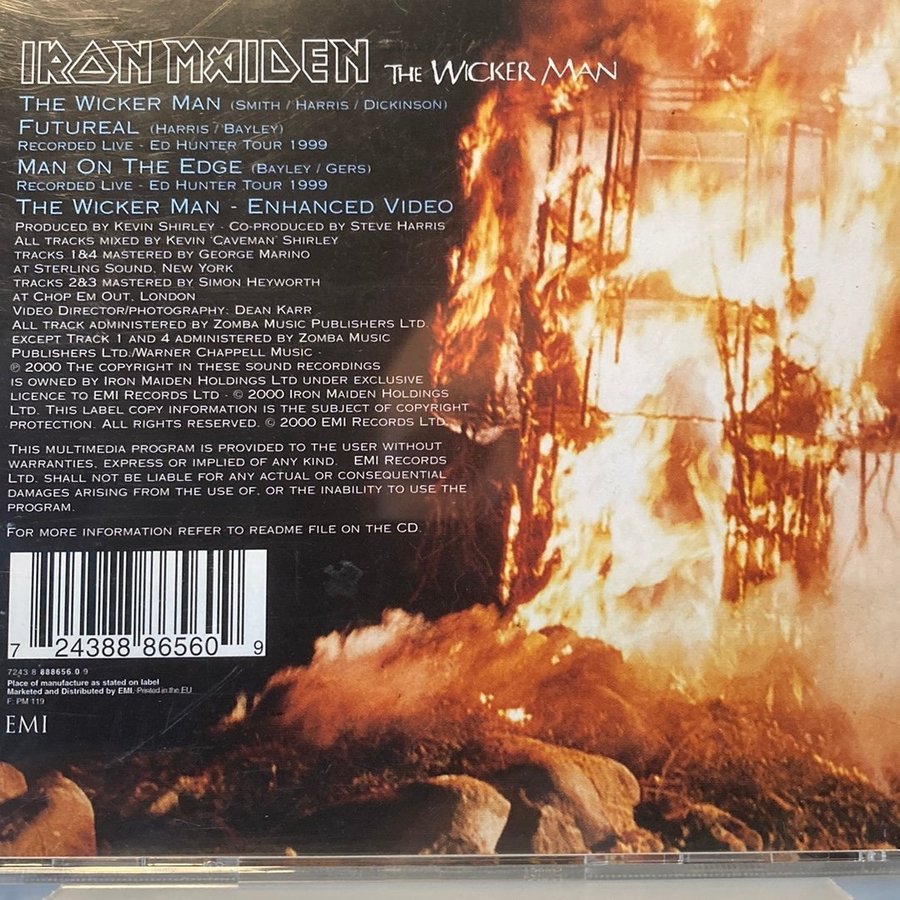 IRON MAIDEN THE WICKER MAN
THE WICKER MAN (SMITH / HARRIS / DICKINSON)
FUTUREAL (HARRIS / BAYLEY)
RECORDED LIVE - ED HUNTER TOUR 1999
MAN ON THE EDGE (BAYLEY / GERS)
RECORDED LIVE - ED HUNTER TOUR 1999
THE WICKER MAN - ENHANCED VIDEO
PRODUCED BY KEVIN SHIRLEY · CO-PRODUCED BY STEVE HARRIS
ALL TRACKS MIXED BY KEVIN 'CAVEMAN' SHIRLEY
TRACKS 1&4 MASTERED BY GEORGE MARINO
AT STERLING SOUND, NEW YORK
TRACKS 2&3 MASTERED BY SIMON HEYWORTH
AT CHOP EM OUT, LONDON
VIDEO DIRECTOR/PHOTOGRAPHY: DEAN KARR
ALL TRACK ADMINISTERED BY ZOMBA MUSIC PUBLISHERS LTD.
EXCEPT TRACK 1 AND 4 ADMINISTERED BY ZOMBA MUSIC
PUBLISHERS LTD./WARNER CHAPPELL MUSIC ·
℗ 2000 THE COPYRIGHT IN THESE SOUND RECORDINGS
IS OWNED BY IRON MAIDEN HOLDINGS LTD UNDER EXCLUSIVE
LICENCE TO EMI RECORDS LTD · © 2000 IRON MAIDEN HOLDINGS
LTD. THIS LABEL COPY INFORMATION IS THE SUBJECT OF COPYRIGHT
PROTECTION. ALL RIGHTS RESERVED. © 2000 EMI RECORDS LTD.
THIS MULTIMEDIA PROGRAM IS PROVIDED TO THE USER WITHOUT
WARRANTIES, EXPRESS OR IMPLIED OF ANY KIND. EMI RECORDS
LTD. SHALL NOT BE LIABLE FOR ANY ACTUAL OR CONSEQUENTIAL
DAMAGES ARISING FROM THE USE OF, OR THE INABILITY TO USE THE
PROGRAM.
FOR MORE INFORMATION REFER TO README FILE ON THE CD.
7 24388 86560 9
7243 8 888656 0 9
Place of manufacture as stated on label
Marketed and Distributed by EMI. Printed in the EU
F: PM 119
EMI